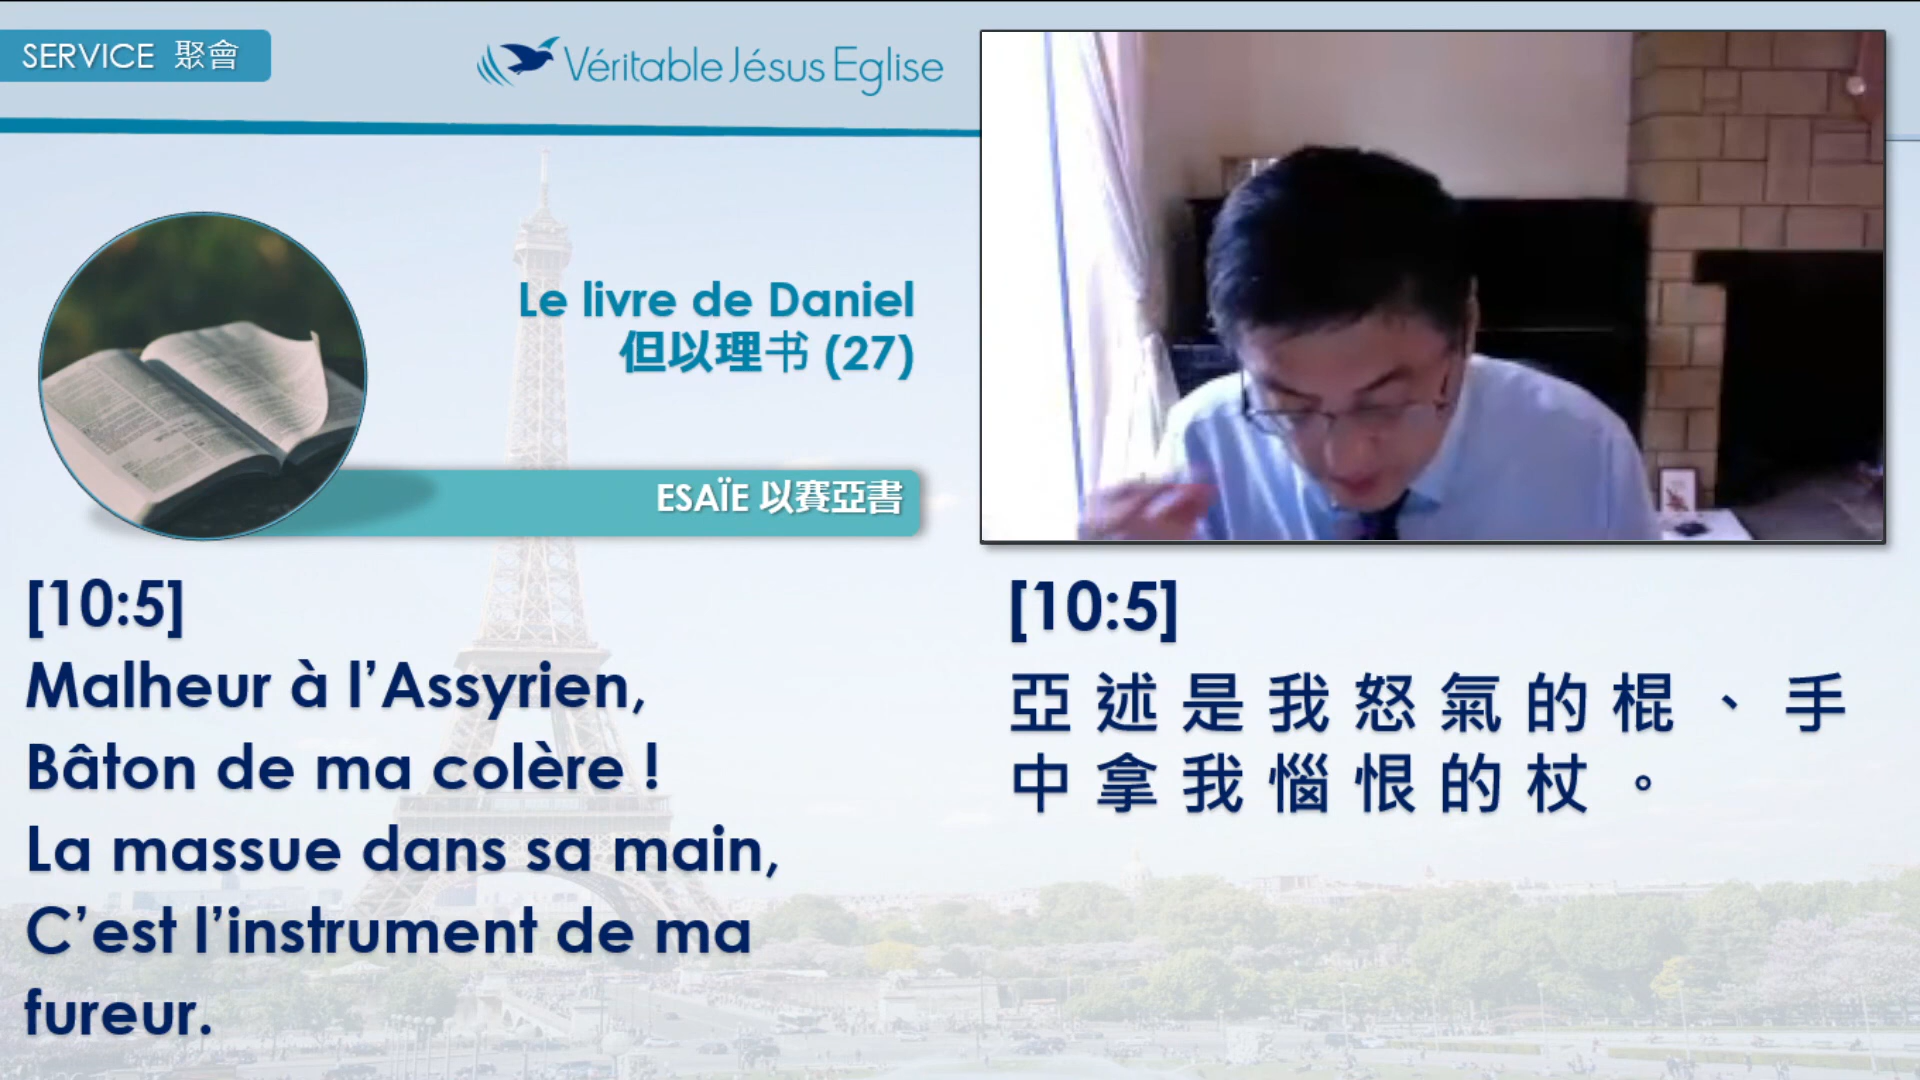 SERVICE 聚會
Véritable Jésus Eglise
Le livre de Daniel
但以理书 (27)
ESAÏE 以賽亞書
[10:5]
Malheur à l’Assyrien,
Bâton de ma colère !
La massue dans sa main,
C’est l’instrument de ma
fureur.
[10:5]
亞 述 是 我 怒 氣 的 棍 、 手
中 拿 我 惱 恨 的 杖 。